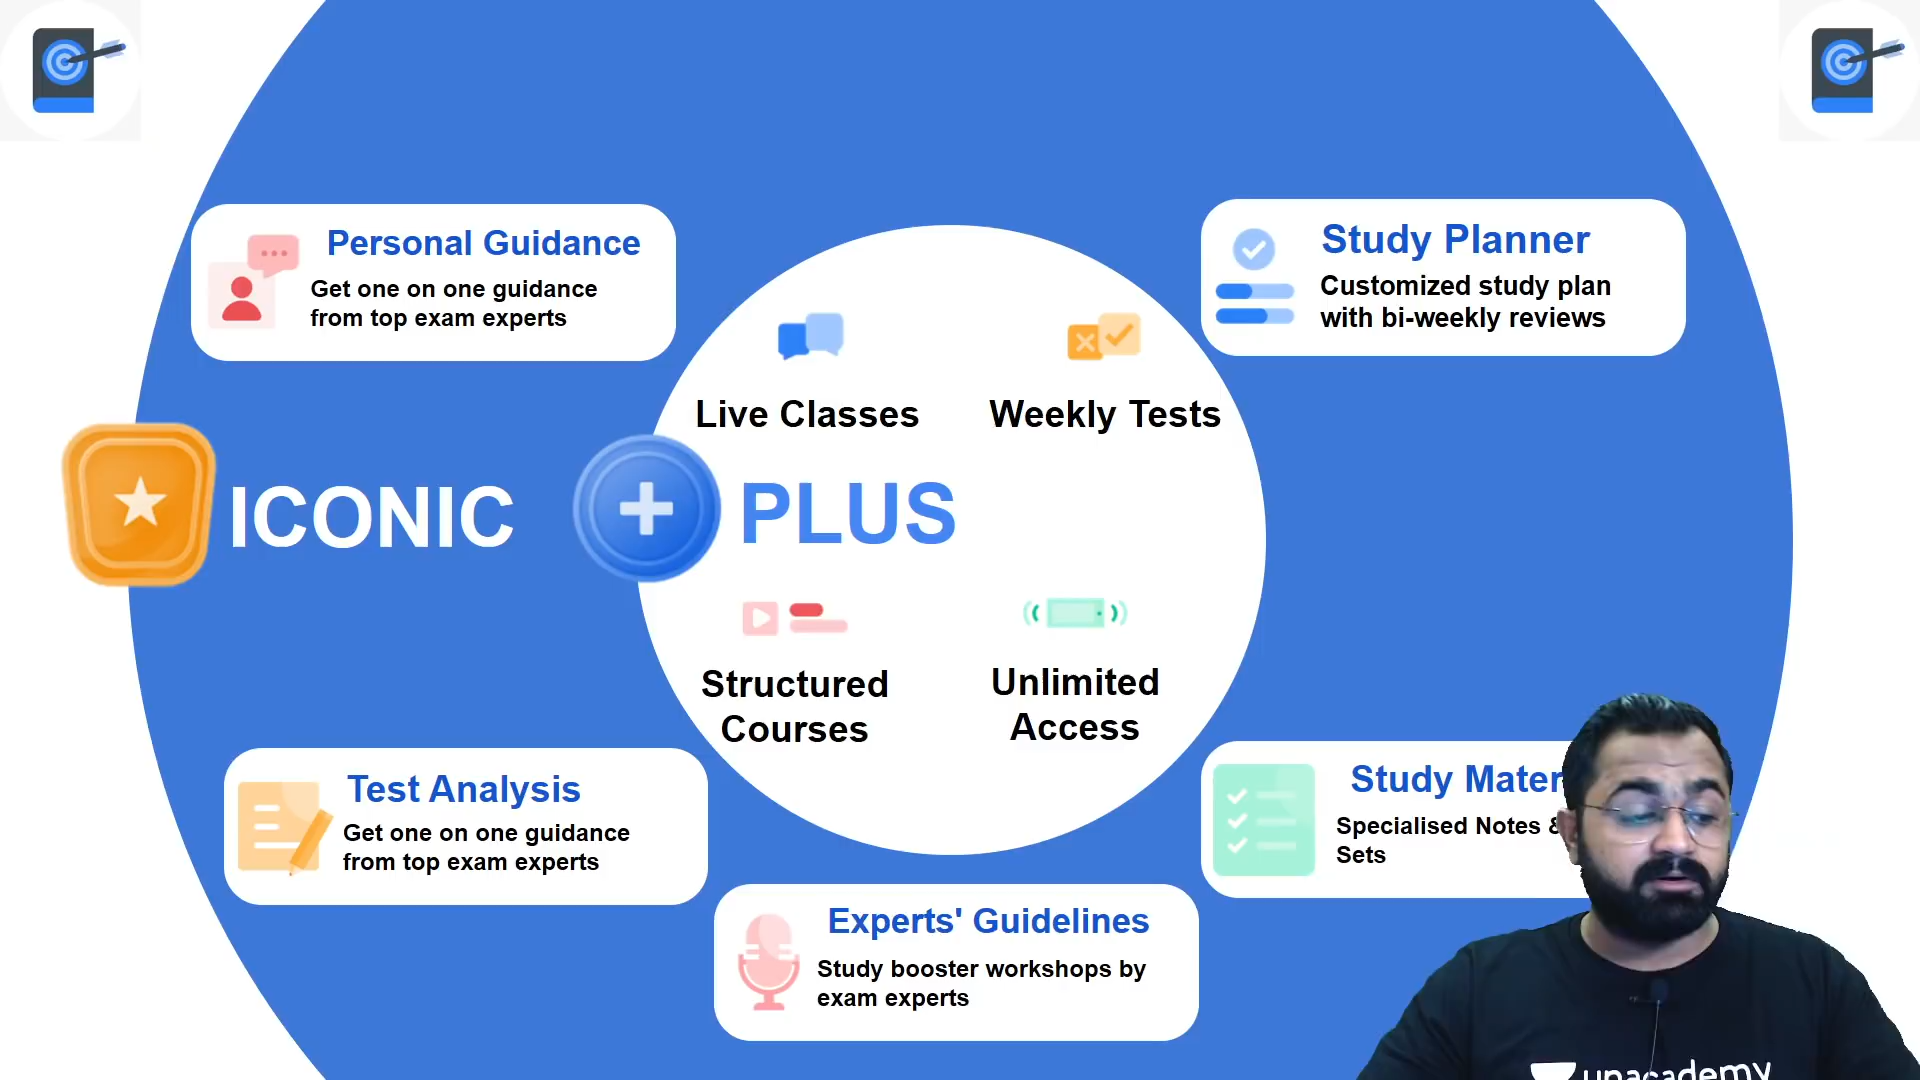 Personal Guidance
Get one on one guidance
from top exam experts
Study Planner
Customized study plan
with bi-weekly reviews
Live Classes
Weekly Tests
ICONIC
PLUS
Structured
Courses
Unlimited
Access
Test Analysis
Get one on one guidance
from top exam experts
Study Mater
Specialised Notes &
Sets
Experts' Guidelines
Study booster workshops by
exam experts
unacademy